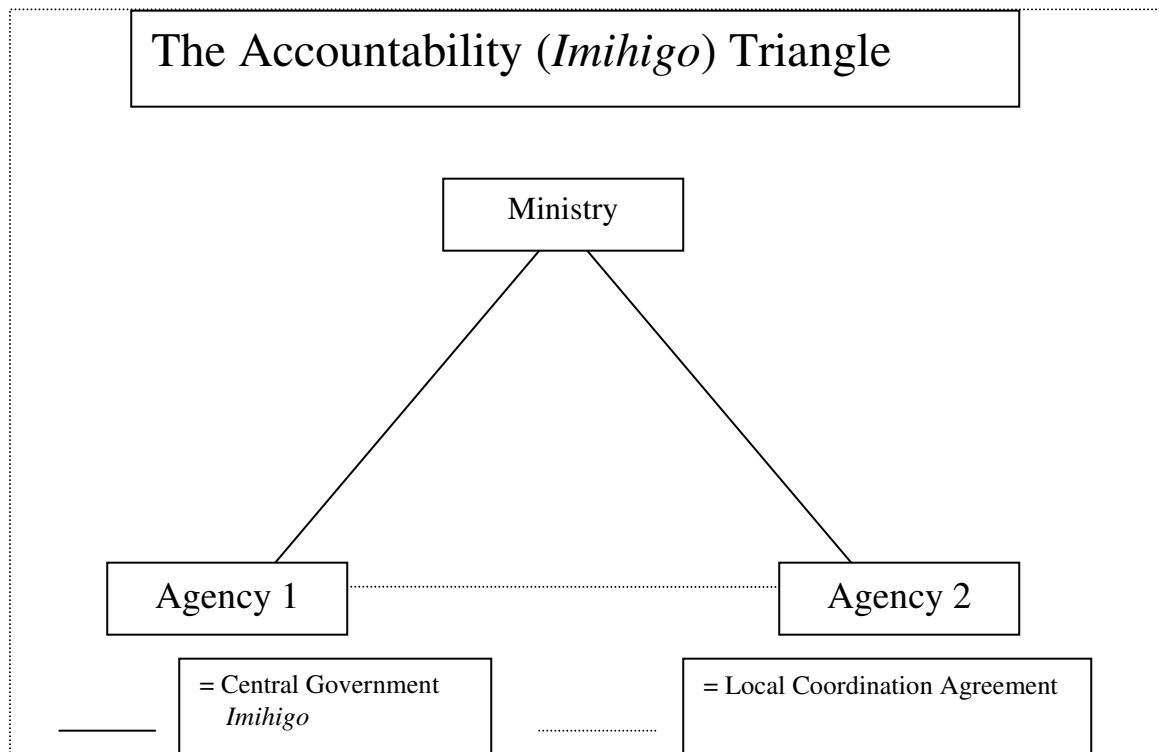 The Accountability (Imihigo) Triangle
Ministry
Agency 1
Agency 2
= Central Government
Imihigo
= Local Coordination Agreement